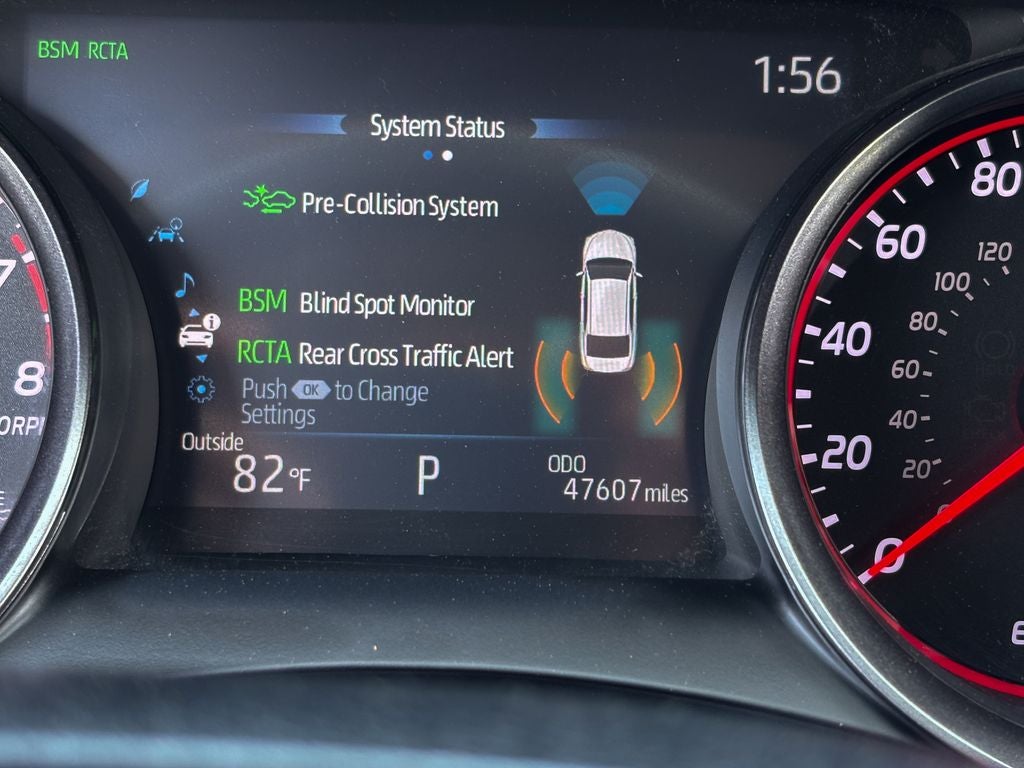 BSM RCTA
1:56
System Status
Pre-Collision System
BSM Blind Spot Monitor
RCTA Rear Cross Traffic Alert
Push OK to Change
Settings
Outside
82°F
P
ODO
47607 miles
7
8
80
60
40
20
0
120
100
80
60
40
20